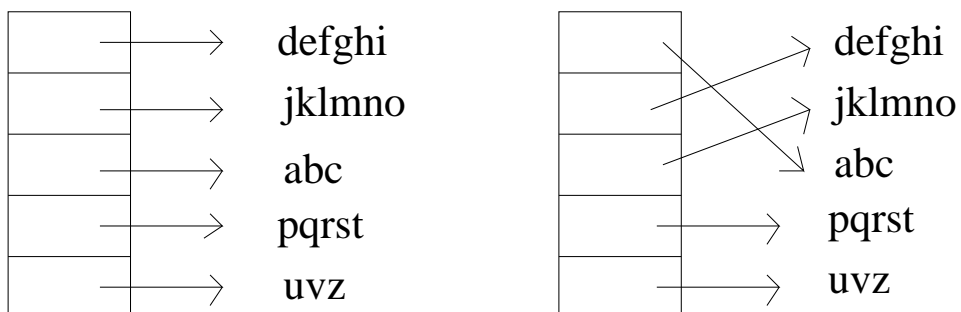 defghi
jklmno
abc
pqrst
uvz
defghi
jklmno
abc
pqrst
uvz